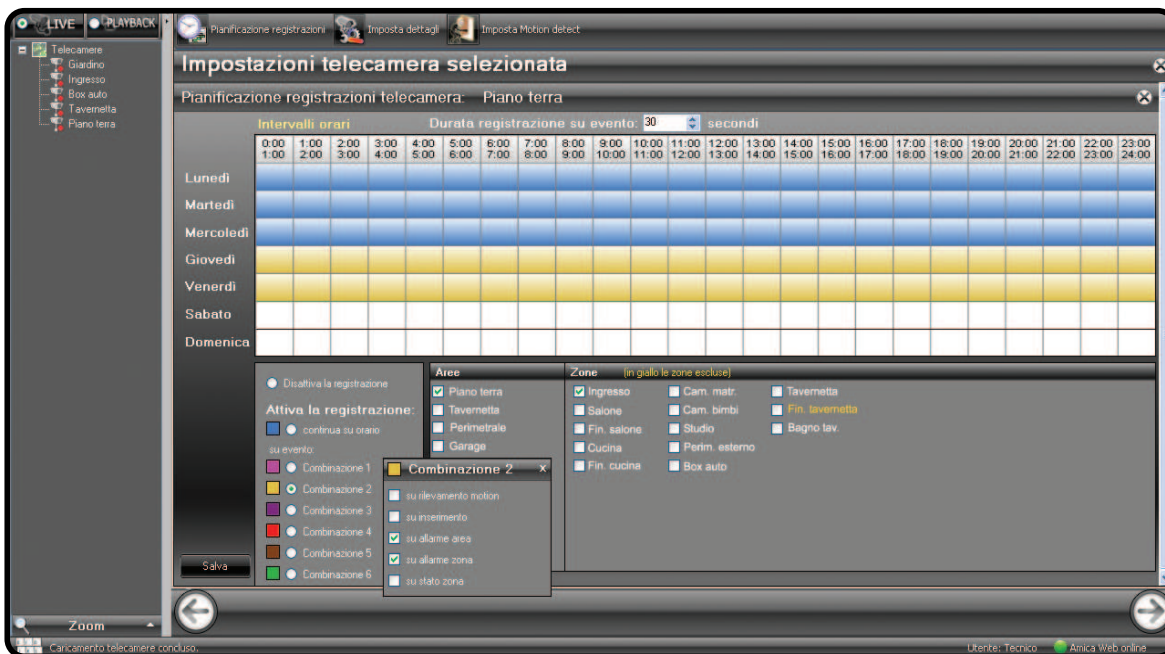 LIVE PLAYBACK
Pianificazione registrazioni Imposta dettagli Imposta Motion detect
Telecamere
Giardino
Ingresso
Box auto
Tavernetta
Piano terra
Impostazioni telecamera selezionata
Pianificazione registrazioni telecamera: Piano terra
Intervalli orari Durata registrazione su evento: 30 secondi
0:00 1:00 2:00 3:00 4:00 5:00 6:00 7:00 8:00 9:00 10:00 11:00 12:00 13:00 14:00 15:00 16:00 17:00 18:00 19:00 20:00 21:00 22:00 23:00
1:00 2:00 3:00 4:00 5:00 6:00 7:00 8:00 9:00 10:00 11:00 12:00 13:00 14:00 15:00 16:00 17:00 18:00 19:00 20:00 21:00 22:00 23:00 24:00
Lunedì
Martedì
Mercoledì
Giovedì
Venerdì
Sabato
Domenica
Disattiva la registrazione
Attiva la registrazione:
continua su orario
su evento:
Combinazione 1
Combinazione 2
Combinazione 3
Combinazione 4
Combinazione 5
Combinazione 6
Salva
Aree
Piano terra
Tavernetta
Perimetrale
Garage
Combinazione 2 x
su rilevamento motion
su inserimento
su allarme area
su allarme zona
su stato zona
Zone (in giallo le zone escluse)
Ingresso Cam. matr. Tavernetta
Salone Cam. bimbi Fin. tavernetta
Fin. salone Studio Bagno tav.
Cucina Perim. esterno
Fin. cucina Box auto
Zoom
Caricamento telecamere concluso. Utente: Tecnico Amica Web online